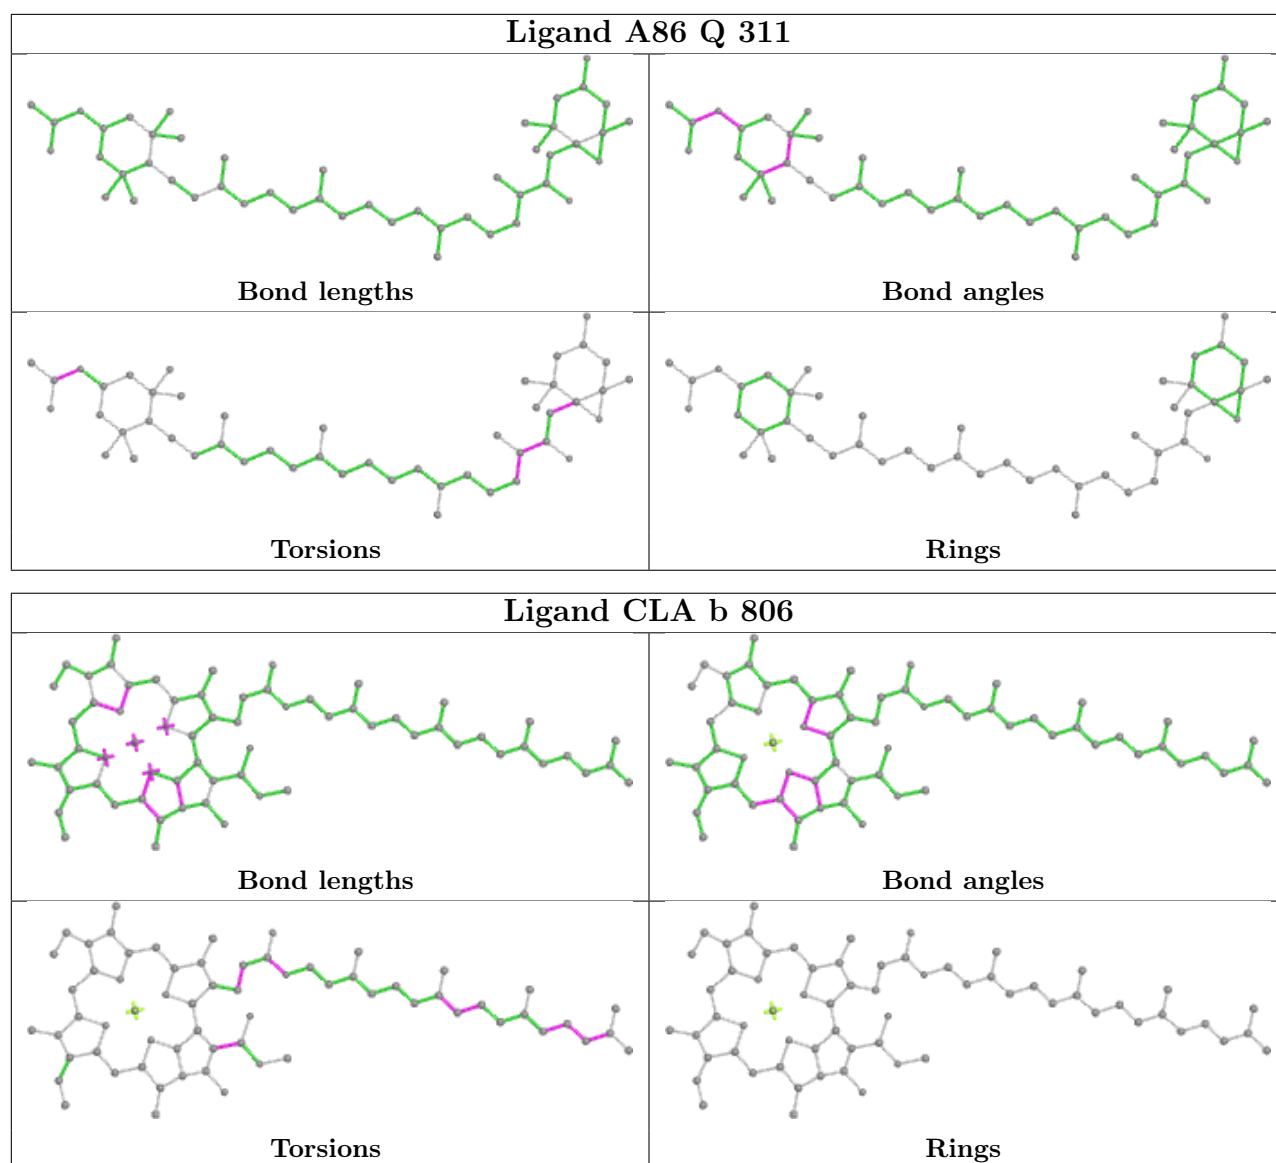 Ligand A86 Q 311
Bond lengths
Bond angles
Torsions
Rings
Ligand CLA b 806
Bond lengths
Bond angles
Torsions
Rings